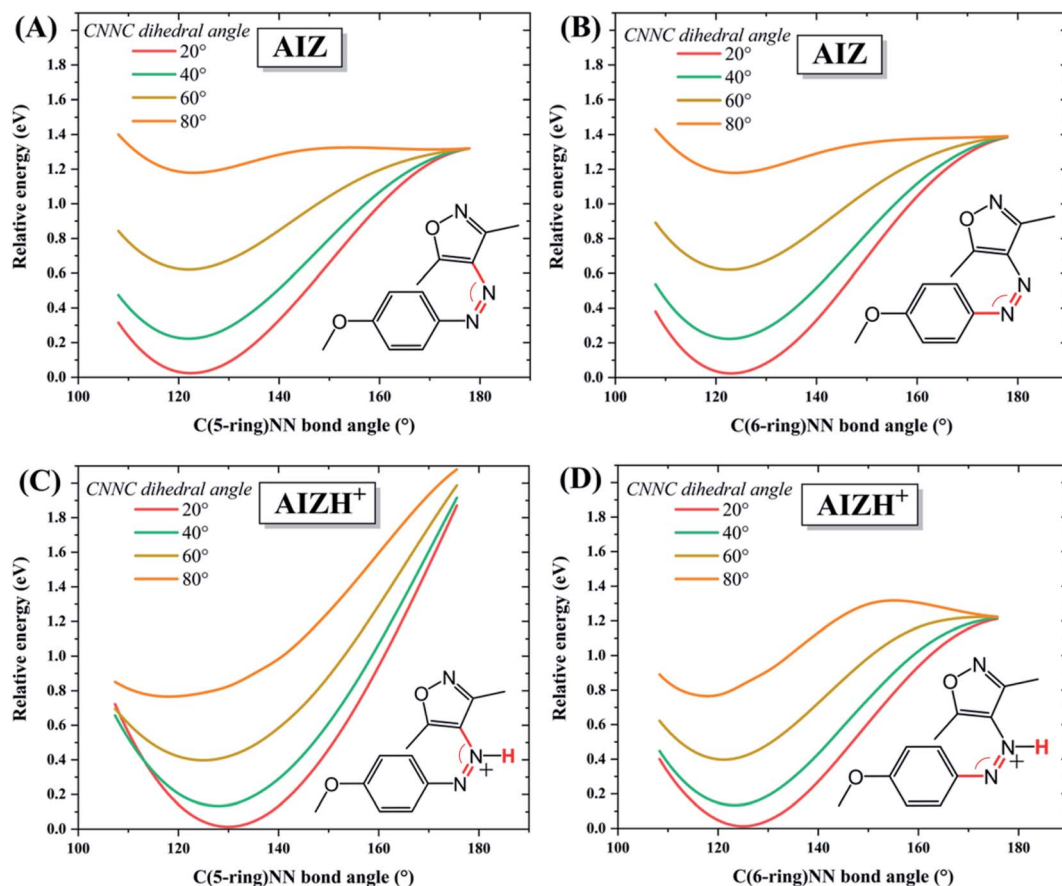 (A)
CNNC dihedral angle
20°
40°
60°
80°
AIZ
Relative energy (eV)
2.0
1.8
1.6
1.4
1.2
1.0
0.8
0.6
0.4
0.2
0.0
100 120 140 160 180
C(5-ring)NN bond angle (°)
O N
N
N
O
(B)
CNNC dihedral angle
20°
40°
60°
80°
AIZ
Relative energy (eV)
2.0
1.8
1.6
1.4
1.2
1.0
0.8
0.6
0.4
0.2
0.0
100 120 140 160 180
C(6-ring)NN bond angle (°)
O N
N
N
O
(C)
CNNC dihedral angle
20°
40°
60°
80°
AIZH+
Relative energy (eV)
1.8
1.6
1.4
1.2
1.0
0.8
0.6
0.4
0.2
0.0
100 120 140 160 180
C(5-ring)NN bond angle (°)
O N
N H
+
N
O
(D)
CNNC dihedral angle
20°
40°
60°
80°
AIZH+
Relative energy (eV)
1.8
1.6
1.4
1.2
1.0
0.8
0.6
0.4
0.2
0.0
100 120 140 160 180
C(6-ring)NN bond angle (°)
O N
N H
+
N
O